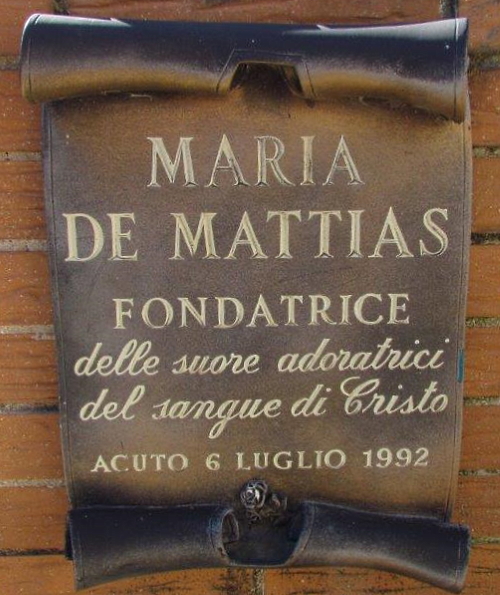 MARIA
DE MATTIAS
FONDATRICE
delle suore adoratrici
del sangue di Cristo
ACUTO 6 LUGLIO 1992